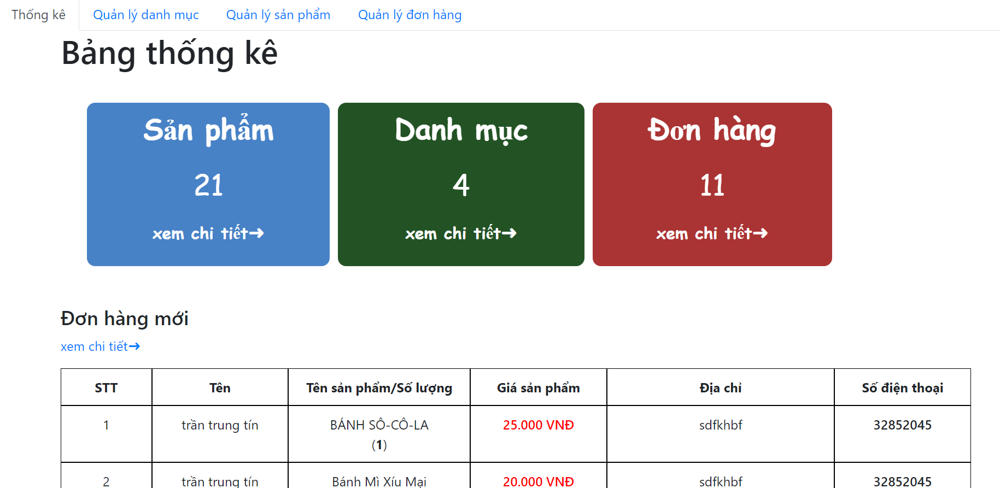 Thống kê Quản lý danh mục Quản lý sản phẩm Quản lý đơn hàng
Bảng thống kê
Sản phẩm Danh mục Đơn hàng
21 4 11
xem chi tiết➜ xem chi tiết➜ xem chi tiết➜
Đơn hàng mới
xem chi tiết➜
STT Tên Tên sản phẩm/Số lượng Giá sản phẩm Địa chỉ Số điện thoại
1 trần trung tín BÁNH SÔ-CÔ-LA 25.000 VNĐ sdfkhbf 32852045
(1)
2 trần trung tín Bánh Mì Xíu Mại 20.000 VNĐ sdfkhbf 32852045